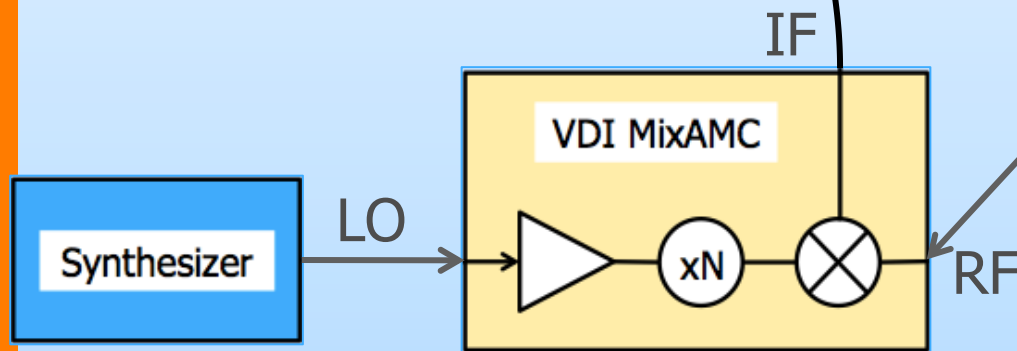 IF
VDI MixAMC
LO
Synthesizer
xN
RF